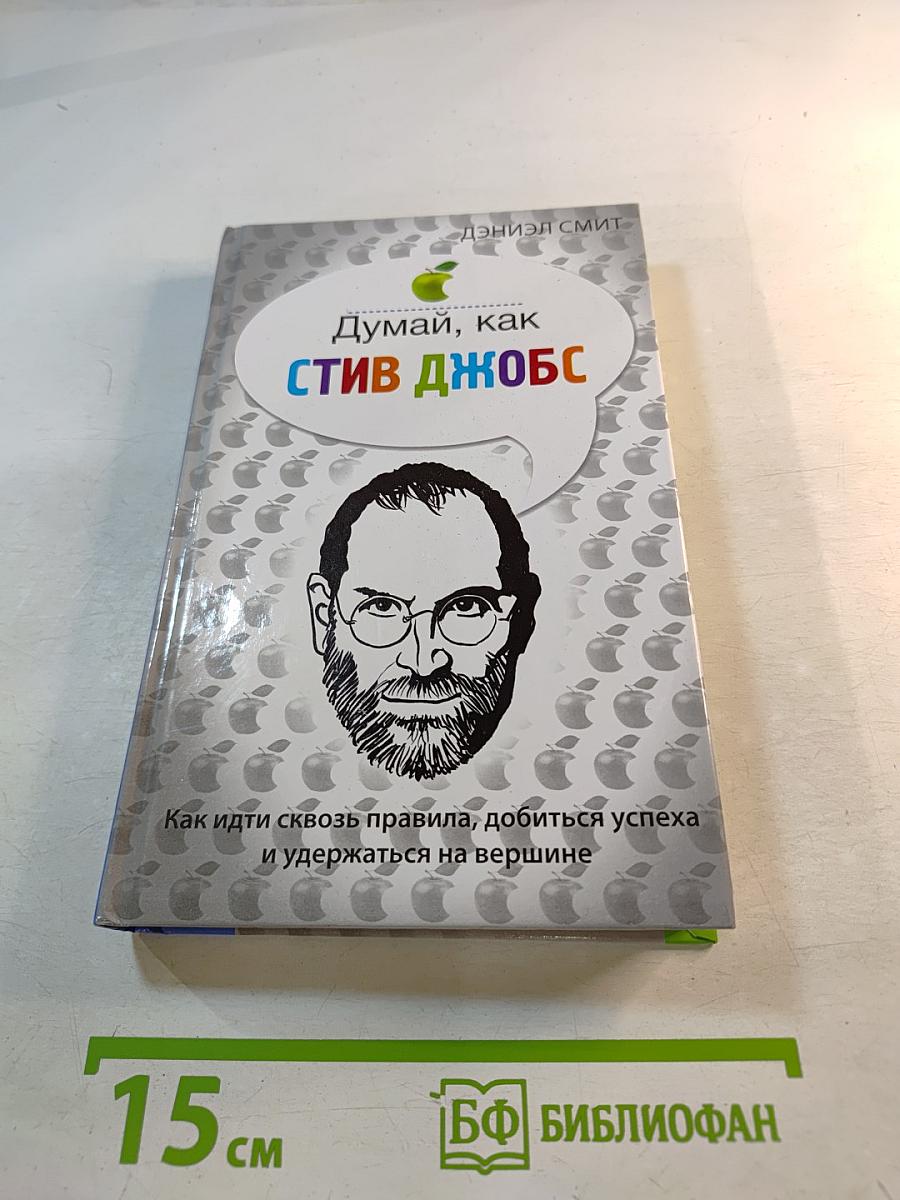 ДЭНИЭЛ СМИТ
Думай, как
СТИВ ДЖОБС
Как идти сквозь правила, добиться успеха
и удержаться на вершине
15 см
БФ БИБЛИОФАН